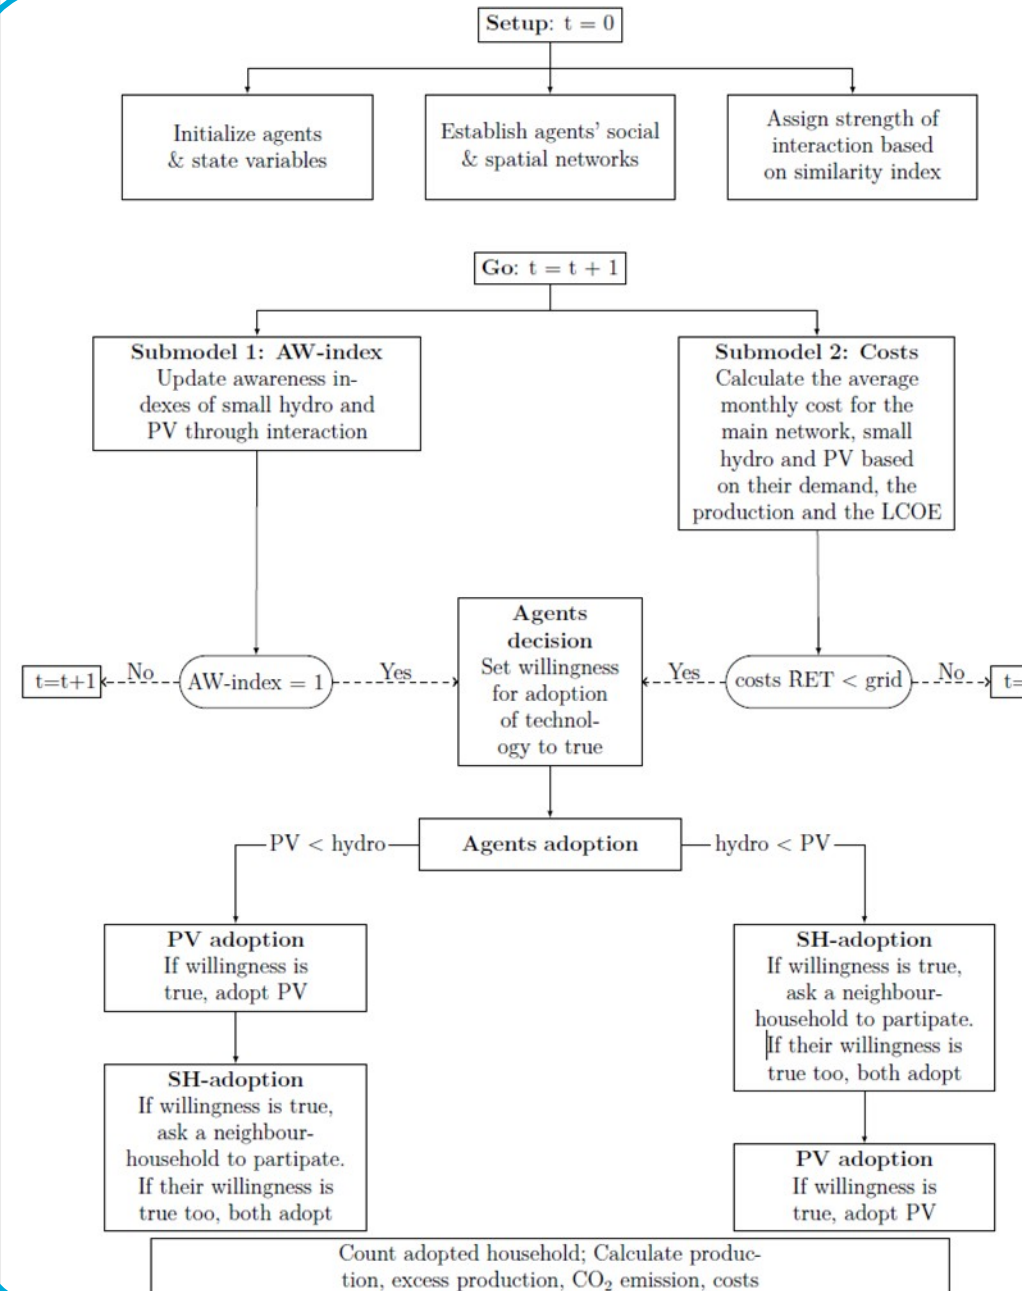 Setup: t = 0
Initialize agents
& state variables
Establish agents' social
& spatial networks
Assign strength of
interaction based
on similarity index
Go: t = t + 1
Submodel 1: AW-index
Update awareness in-
dexes of small hydro and
PV through interaction
Submodel 2: Costs
Calculate the average
monthly cost for the
main network, small
hydro and PV based
on their demand, the
production and the LCOE
t=t+1
No
AW-index = 1
Yes
Agents
decision
Set willingness
for adoption
of technol-
ogy to true
Yes
costs RET < grid
No
t=
PV < hydro
Agents adoption
hydro < PV
PV adoption
If willingness is
true, adopt PV
SH-adoption
If willingness is true,
ask a neighbour-
household to partipate.
If their willingness is
true too, both adopt
SH-adoption
If willingness is true,
ask a neighbour-
household to partipate.
If their willingness is
true too, both adopt
PV adoption
If willingness is
true, adopt PV
Count adopted household; Calculate produc-
tion, excess production, CO₂ emission, costs